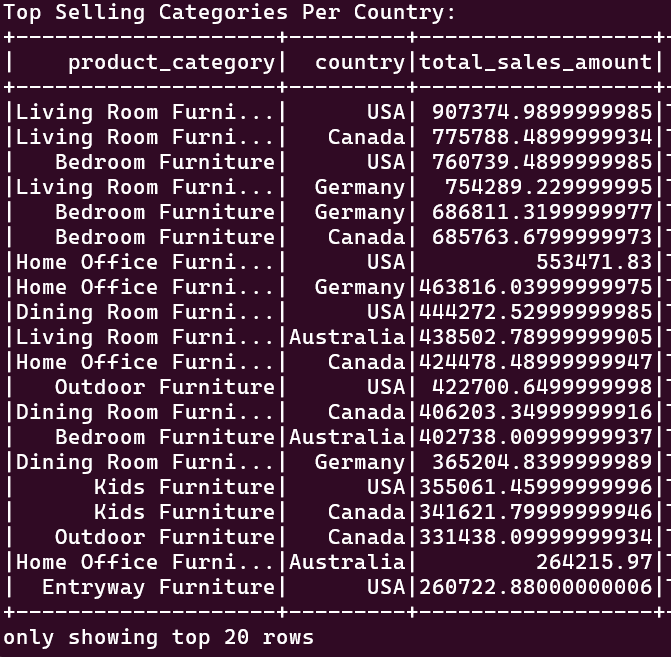 Top Selling Categories Per Country:
+--------------------+---------+------------------+-
|    product_category|  country|total_sales_amount|
+--------------------+---------+------------------+-
|Living Room Furni...|      USA| 907374.9899999985|T
|Living Room Furni...|   Canada| 775788.4899999934|T
|   Bedroom Furniture|      USA| 760739.4899999985|T
|Living Room Furni...|  Germany|  754289.229999995|T
|   Bedroom Furniture|  Germany| 686811.3199999977|T
|   Bedroom Furniture|   Canada| 685763.6799999973|T
|Home Office Furni...|      USA|         553471.83|T
|Home Office Furni...|  Germany|463816.03999999975|T
|Dining Room Furni...|      USA|444272.52999999985|T
|Living Room Furni...|Australia|438502.78999999905|T
|Home Office Furni...|   Canada|424478.48999999947|T
|   Outdoor Furniture|      USA| 422700.6499999998|T
|Dining Room Furni...|   Canada|406203.34999999916|T
|   Bedroom Furniture|Australia|402738.00999999937|T
|Dining Room Furni...|  Germany| 365204.8399999989|T
|      Kids Furniture|      USA|355061.45999999996|T
|      Kids Furniture|   Canada|341621.79999999946|T
|   Outdoor Furniture|   Canada|331438.09999999934|T
|Home Office Furni...|Australia|         264215.97|T
|  Entryway Furniture|      USA|260722.88000000006|T
+--------------------+---------+------------------+-
only showing top 20 rows